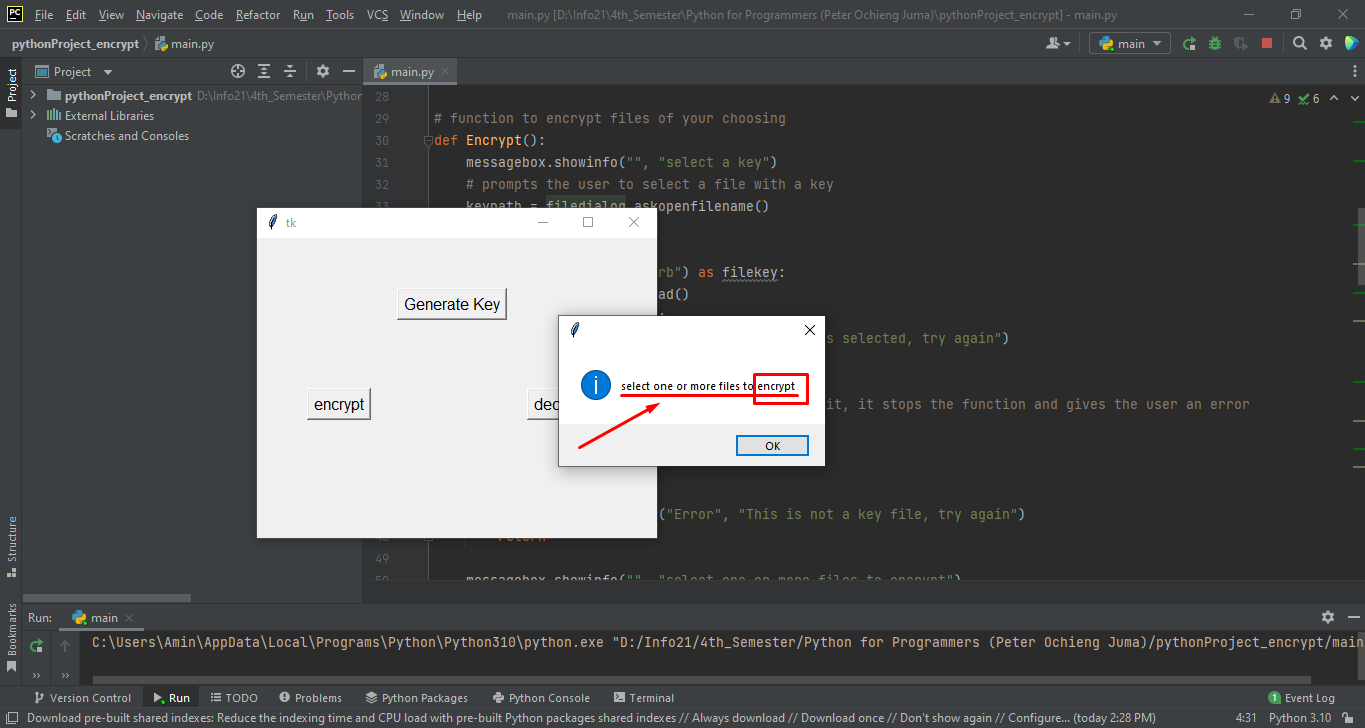 PC File Edit View Navigate Code Refactor Run Tools VCS Window Help main.py [D:\Info21\4th_Semester\Python for Programmers (Peter Ochieng Juma)\pythonProject_encrypt] - main.py
pythonProject_encrypt main.py main
Project main.py
Project
pythonProject_encrypt D:\Info21\4th_Semester\Python
External Libraries
Scratches and Consoles
9 6
28
29 # function to encrypt files of your choosing
30 def Encrypt():
31 messagebox.showinfo("", "select a key")
32 # prompts the user to select a file with a key
33 keypath = filedialog.askopenfilename()
rb") as filekey:
ad()
s selected, try again")
it, it stops the function and gives the user an error
("Error", "This is not a key file, try again")
48 return
49
50 messagebox.showinfo("", "select one or more files to encrypt")
tk
Generate Key
encrypt
dec
select one or more files to encrypt
OK
Structure
Bookmarks
Run: main
C:\Users\Amin\AppData\Local\Programs\Python\Python310\python.exe "D:/Info21/4th_Semester/Python for Programmers (Peter Ochieng Juma)/pythonProject_encrypt/main
Version Control Run TODO Problems Python Packages Python Console Terminal 1 Event Log
Download pre-built shared indexes: Reduce the indexing time and CPU load with pre-built Python packages shared indexes // Always download // Download once // Don't show again // Configure... (today 2:28 PM) 4:31 Python 3.10